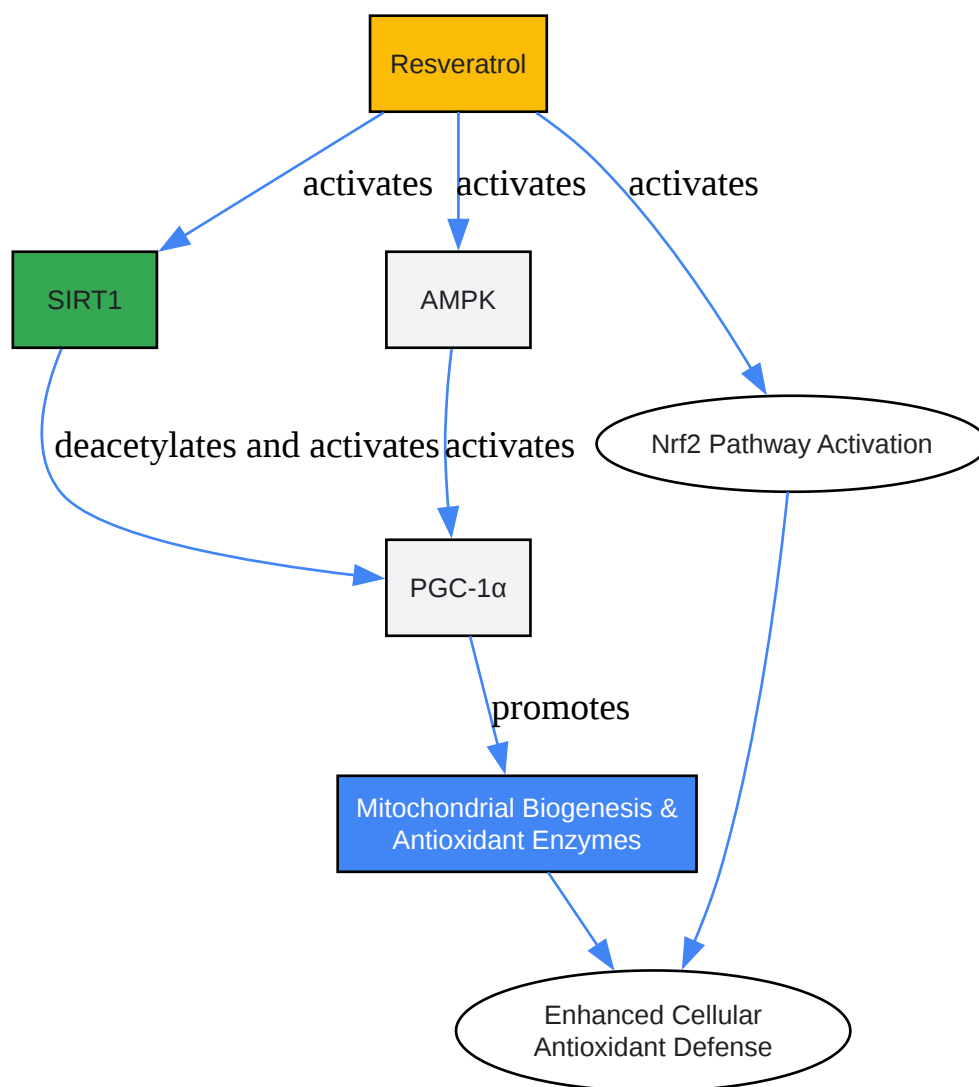 Resveratrol
activates
activates
activates
SIRT1
AMPK
deacetylates and activates
activates
Nrf2 Pathway Activation
PGC-1α
promotes
Mitochondrial Biogenesis &
Antioxidant Enzymes
Enhanced Cellular
Antioxidant Defense